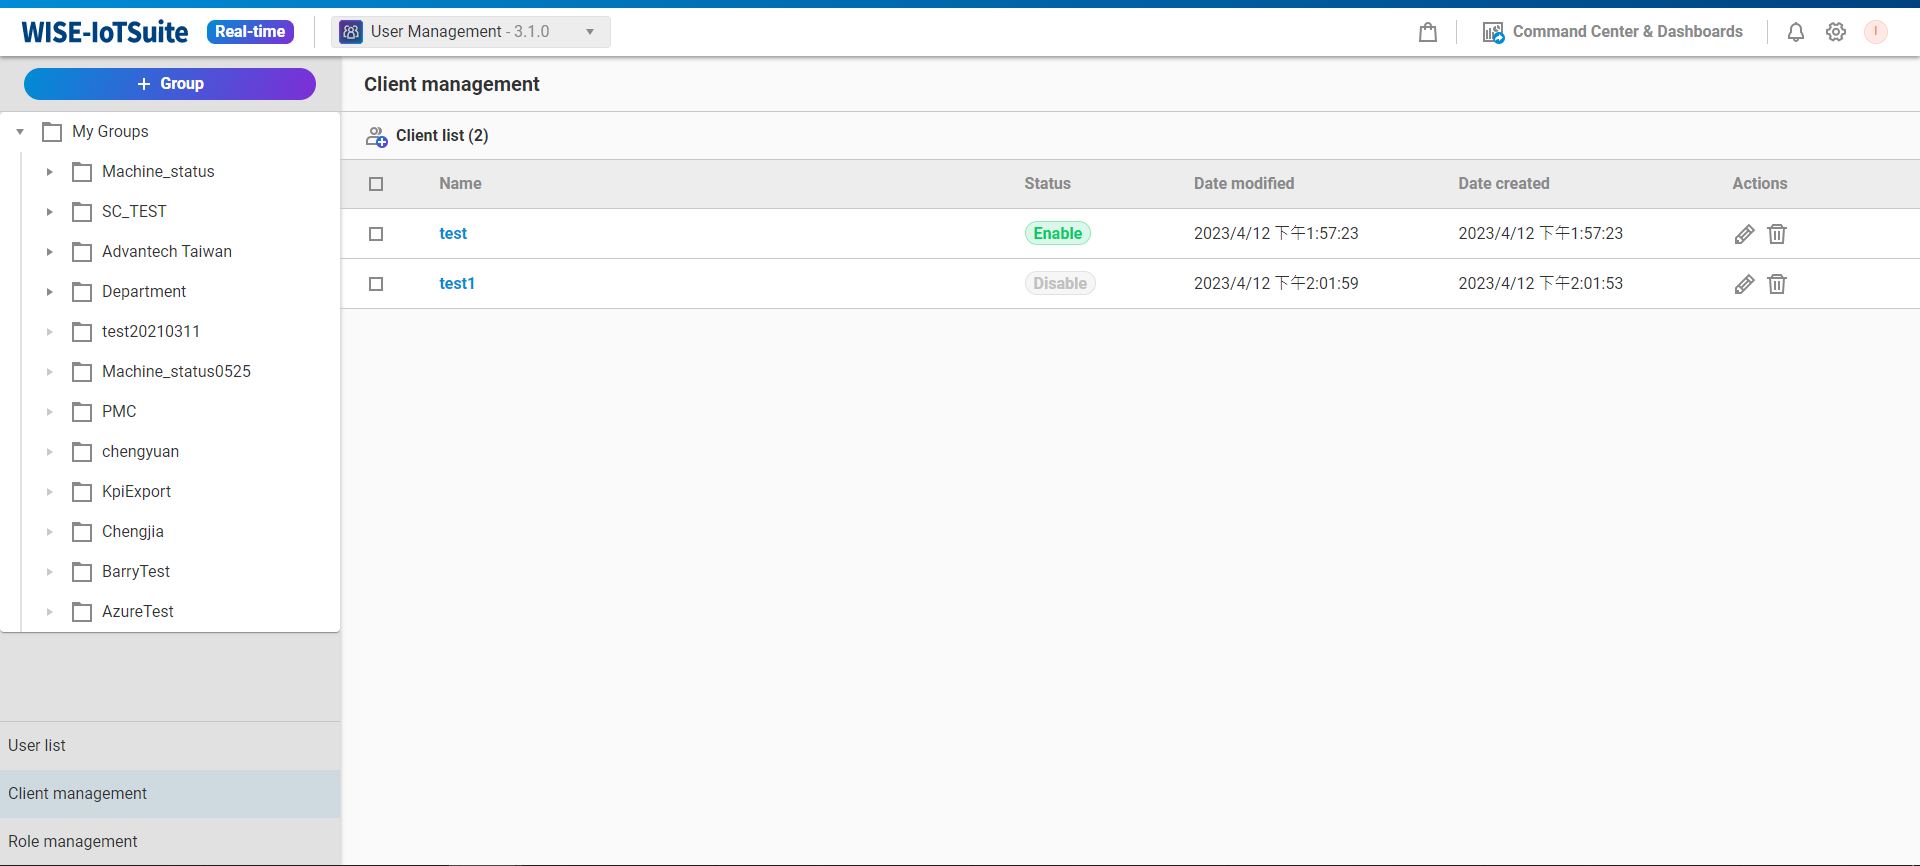 WISE-IoTSuite Real-time User Management - 3.1.0 Command Center & Dashboards I
+ Group
My Groups
Machine_status
SC_TEST
Advantech Taiwan
Department
test20210311
Machine_status0525
PMC
chengyuan
KpiExport
Chengjia
BarryTest
AzureTest
User list
Client management
Role management
Client management
Client list (2)
Name Status Date modified Date created Actions
test Enable 2023/4/12 下午1:57:23 2023/4/12 下午1:57:23
test1 Disable 2023/4/12 下午2:01:59 2023/4/12 下午2:01:53